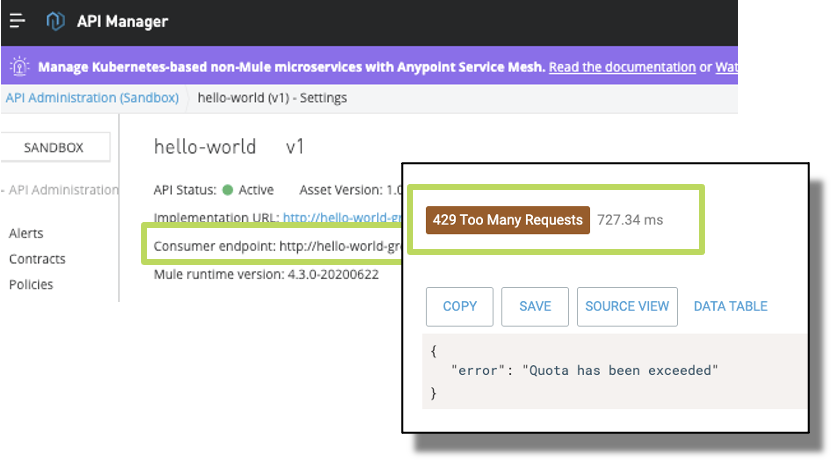 API Manager
Manage Kubernetes-based non-Mule microservices with Anypoint Service Mesh. Read the documentation or
API Administration (Sandbox) hello-world (v1) - Settings
SANDBOX
hello-world v1
- API Administration
API Status: Active Asset Version: 1.0
Implementation URL: http://hello-world-gr
Alerts
Consumer endpoint: http://hello-world-gr
Contracts
Mule runtime version: 4.3.0-20200622
Policies
429 Too Many Requests 727.34 ms
COPY SAVE SOURCE VIEW DATA TABLE
{
"error": "Quota has been exceeded"
}